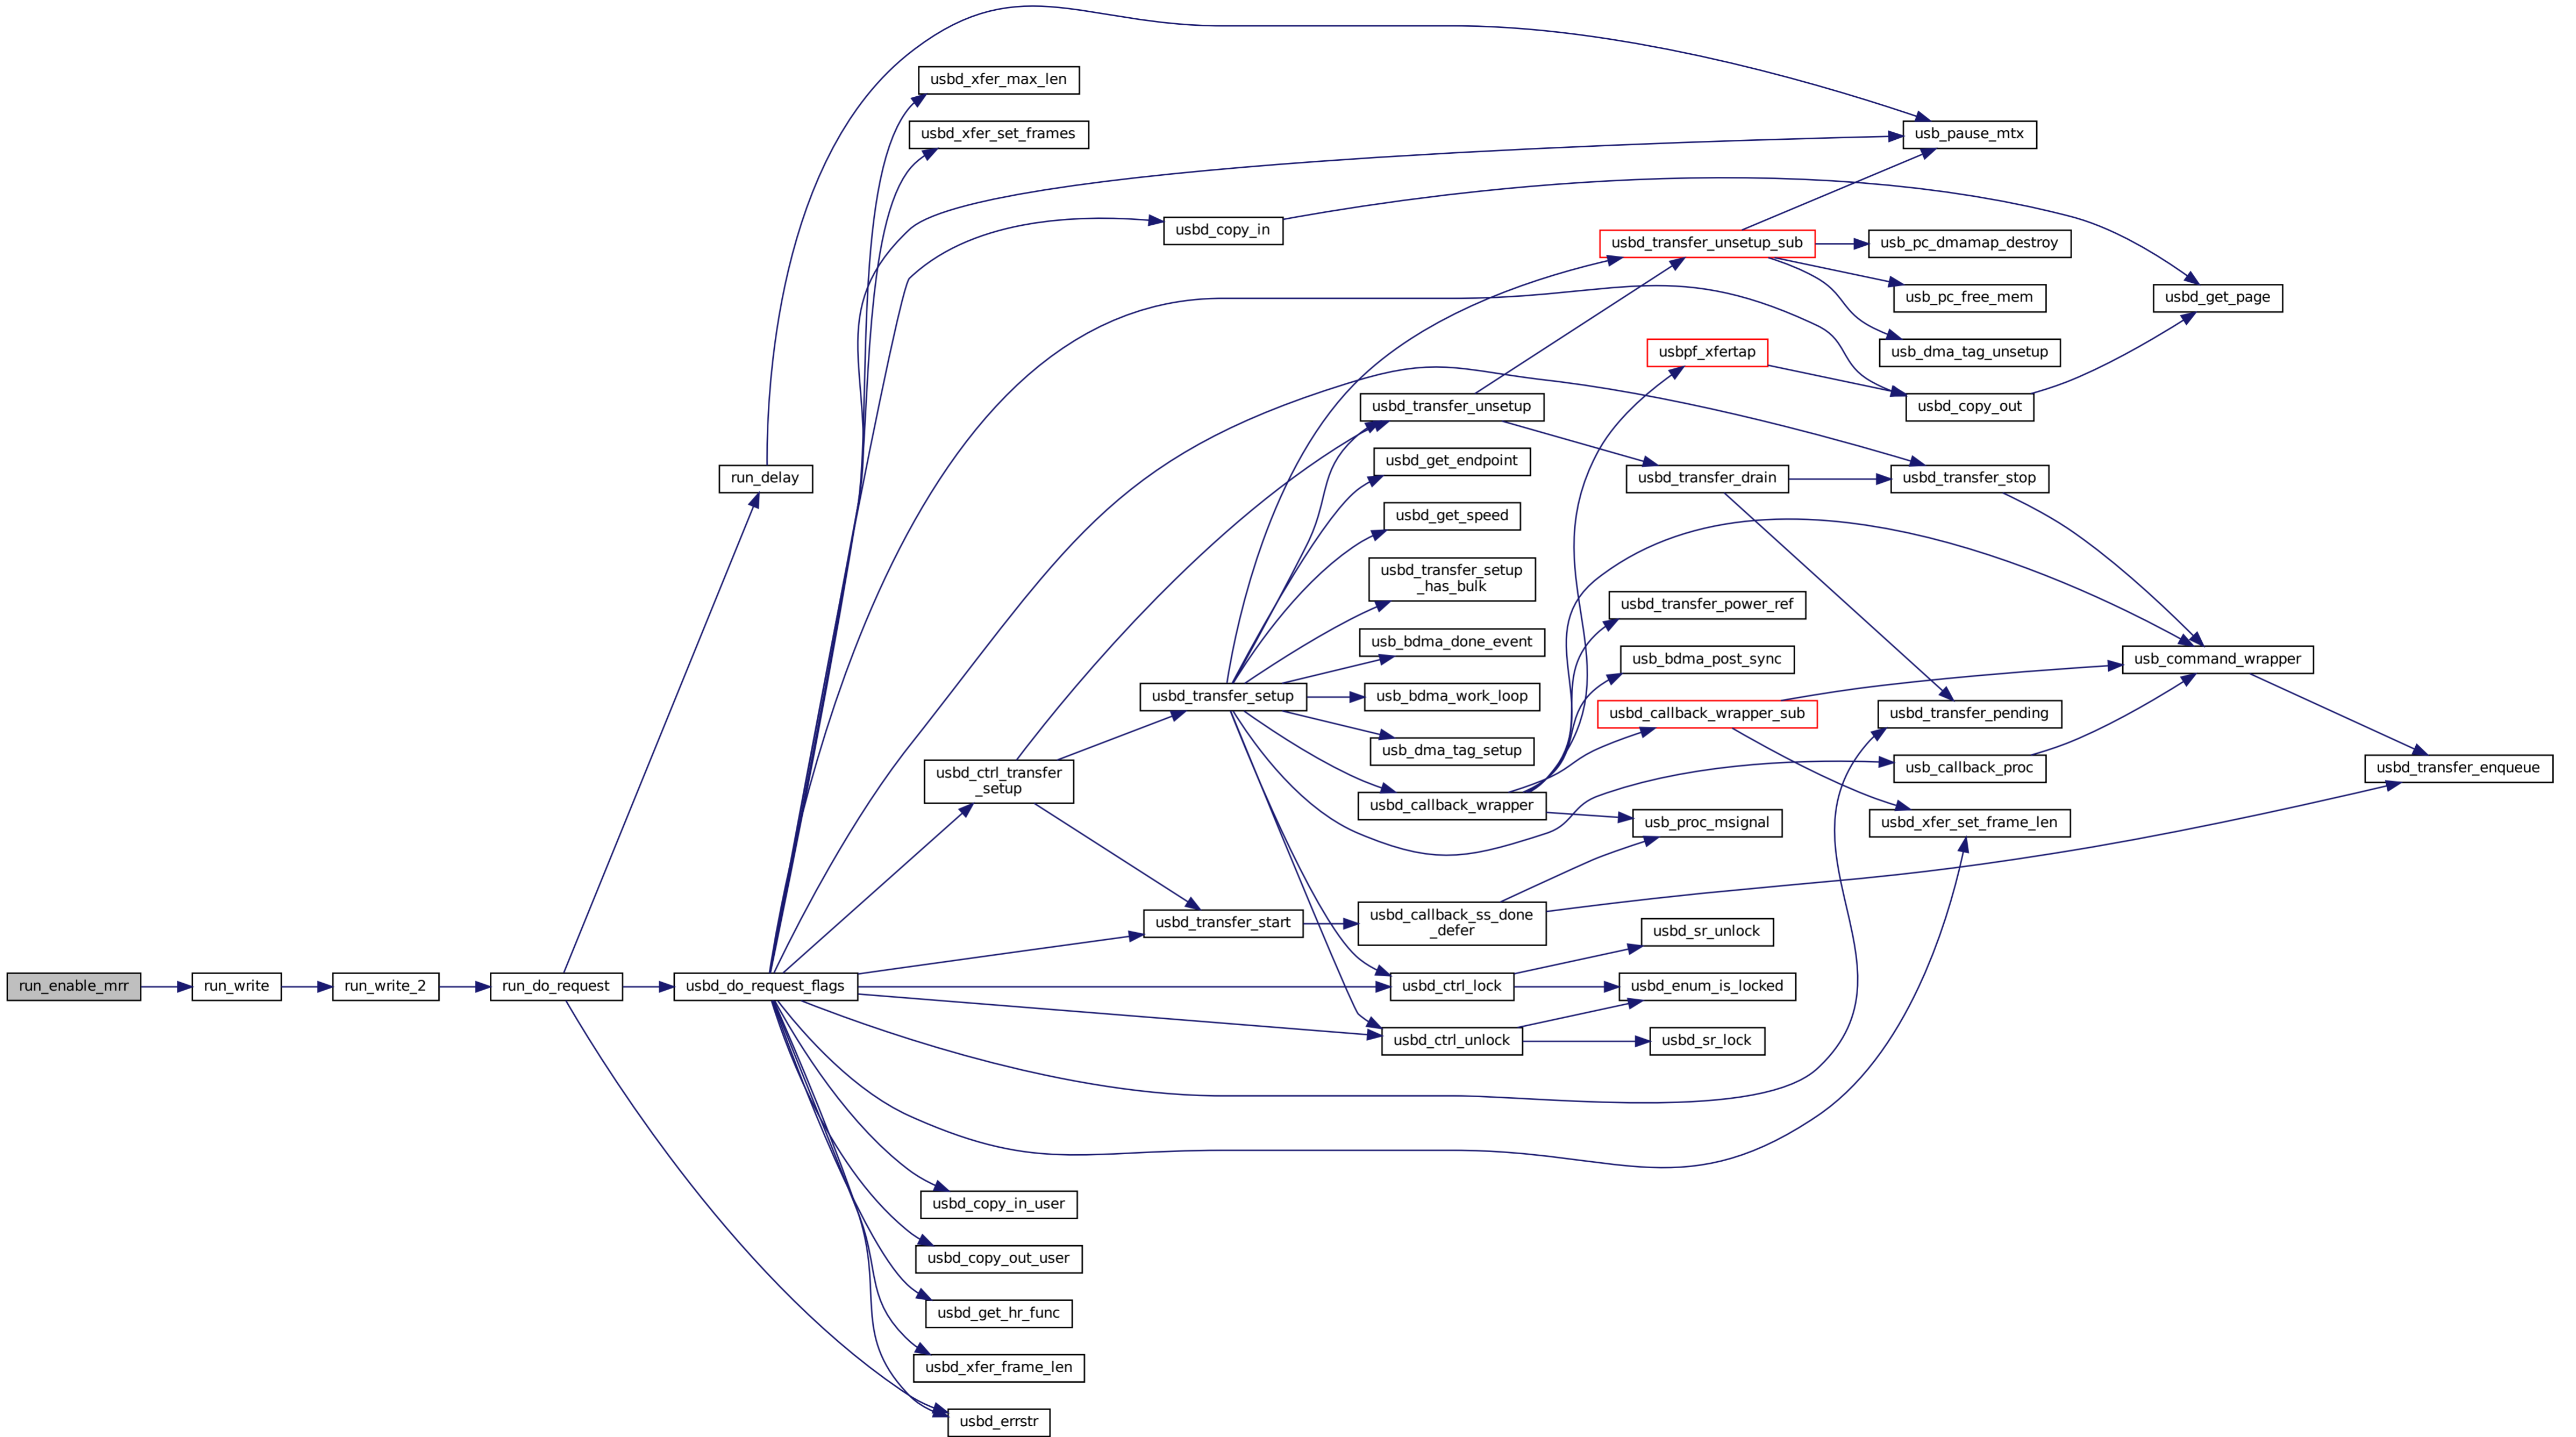 run_enable_mrr
run_write
run_write_2
run_do_request
run_delay
usbd_do_request_flags
usbd_xfer_max_len
usbd_xfer_set_frames
usbd_ctrl_transfer
_setup
usbd_copy_in_user
usbd_copy_out_user
usbd_get_hr_func
usbd_xfer_frame_len
usbd_errstr
usbd_copy_in
usbd_transfer_setup
usbd_transfer_start
usbd_transfer_unsetup
usbd_get_endpoint
usbd_get_speed
usbd_transfer_setup
_has_bulk
usb_bdma_done_event
usb_bdma_work_loop
usb_dma_tag_setup
usbd_callback_wrapper
usbd_callback_ss_done
_defer
usbd_ctrl_lock
usbd_ctrl_unlock
usbd_transfer_unsetup_sub
usbpf_xfertap
usbd_transfer_drain
usbd_transfer_power_ref
usb_bdma_post_sync
usbd_callback_wrapper_sub
usb_proc_msignal
usbd_sr_unlock
usbd_enum_is_locked
usbd_sr_lock
usb_pause_mtx
usb_pc_dmamap_destroy
usb_pc_free_mem
usb_dma_tag_unsetup
usbd_copy_out
usbd_transfer_stop
usbd_transfer_pending
usb_callback_proc
usbd_xfer_set_frame_len
usbd_get_page
usb_command_wrapper
usbd_transfer_enqueue